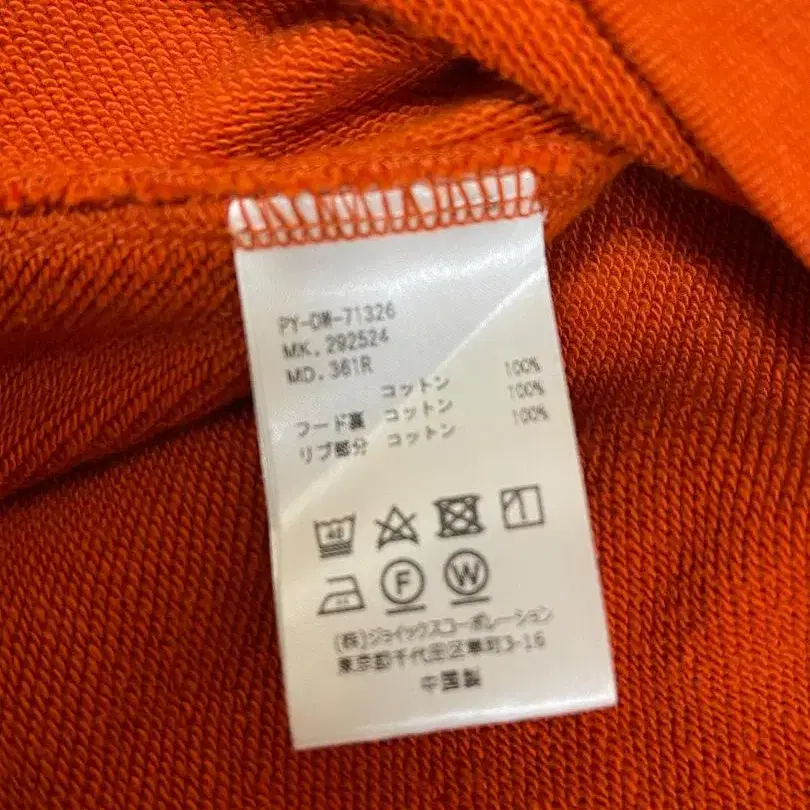 PY-DM-71326
MK.292524
MD.361R
コットン 100%
フード裏 コットン 100%
リブ部分 コットン 100%
40
F W
(株)ジョイックスコーポレーション
東京都千代田区 3-16
中国製